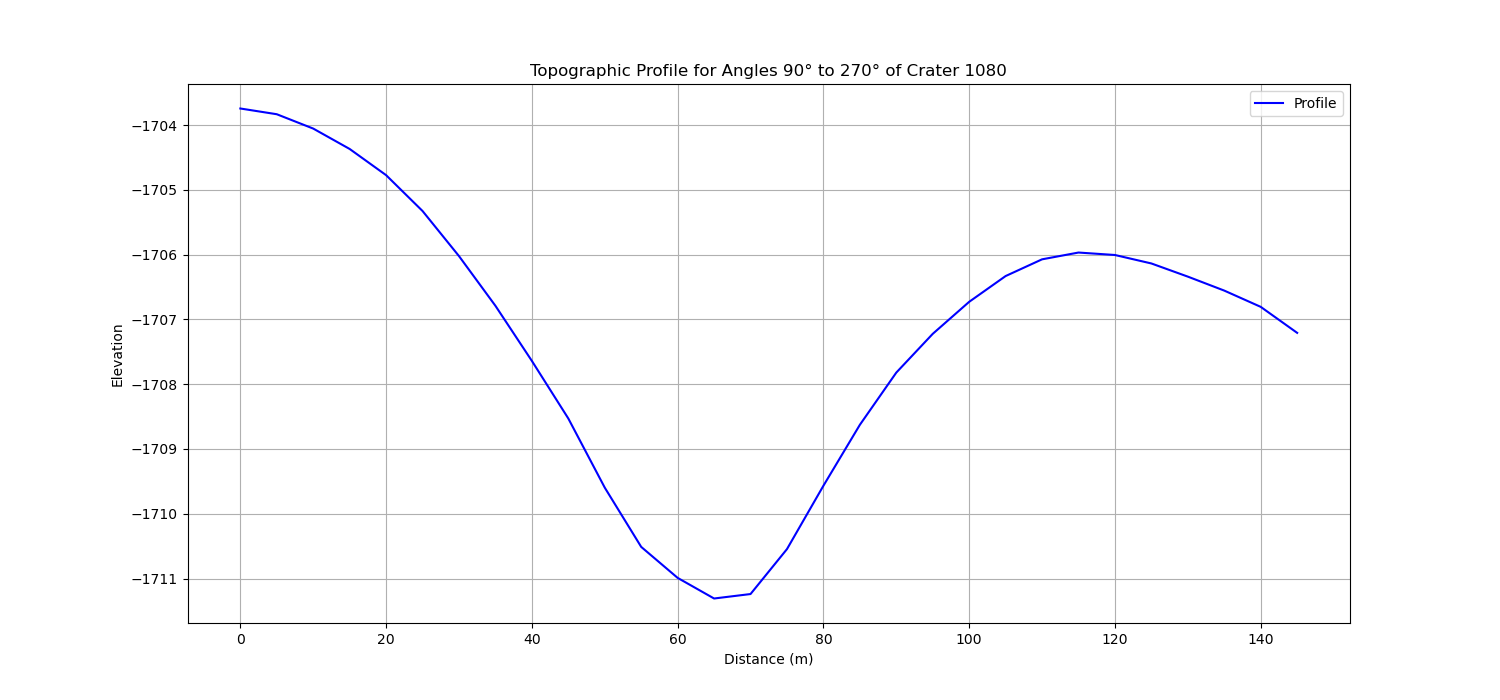 Topographic Profile for Angles 90° to 270° of Crater 1080
Profile
−1704
−1705
−1706
−1707
−1708
−1709
−1710
−1711
Elevation
0 20 40 60 80 100 120 140
Distance (m)